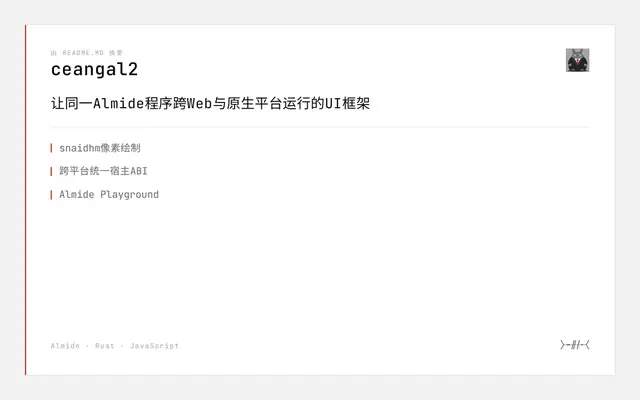 由 README.MD 摘要
ceangal2
让同一Almide程序跨Web与原生平台运行的UI框架
snaidhm像素绘制
跨平台统一宿主ABI
Almide Playground
Almide · Rust · JavaScript